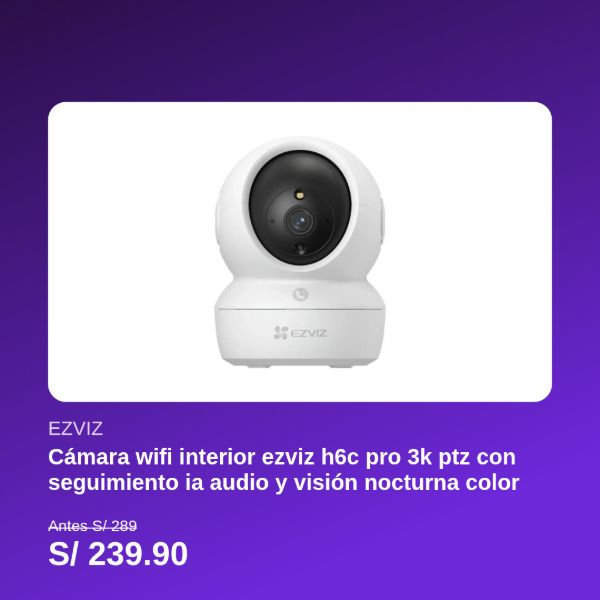 EZVIZ
EZVIZ
Cámara wifi interior ezviz h6c pro 3k ptz con
seguimiento ia audio y visión nocturna color
Antes S/ 289
S/ 239.90